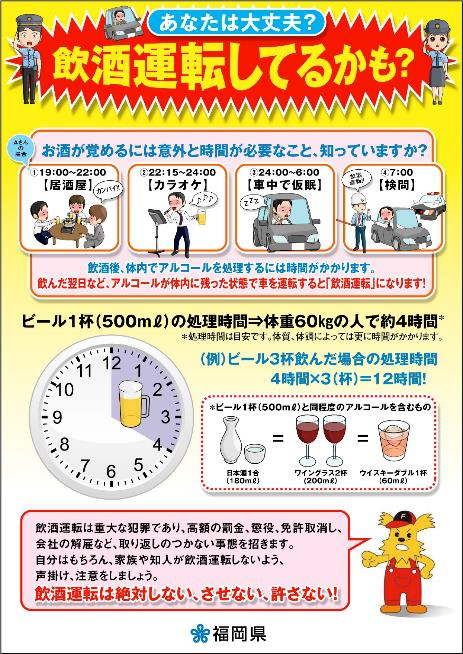 あなたは大丈夫?
飲酒運転してるかも?
Aさんの場合
お酒が覚めるには意外と時間が必要なこと、知っていますか?
①19:00~22:00
【居酒屋】
カンパイ!
②22:15~24:00
【カラオケ】
③24:00~6:00
【車中で仮眠】
zzz
④7:00
【検問】
飲酒後、体内でアルコールを処理するには時間がかかります。
飲んだ翌日など、アルコールが体内に残った状態で車を運転すると「飲酒運転」になります!
ビール1杯(500mℓ)の処理時間⇒体重60kgの人で約4時間*
*処理時間は目安です。体質、体調によっては更に時間がかかります。
(例)ビール3杯飲んだ場合の処理時間
4時間×3(杯)=12時間!
12
1
2
3
4
5
6
7
8
9
10
11
*ビール1杯(500mℓ)と同程度のアルコールを含むもの
= =
日本酒1合
(180mℓ)
ワイングラス2杯
(200mℓ)
ウイスキーダブル1杯
(60mℓ)
飲酒運転は重大な犯罪であり、高額の罰金、懲役、免許取消し、
会社の解雇など、取り返しのつかない事態を招きます。
自分はもちろん、家族や知人が飲酒運転しないよう、
声掛け、注意をしましょう。
飲酒運転は絶対しない、させない、許さない!
F
福岡県